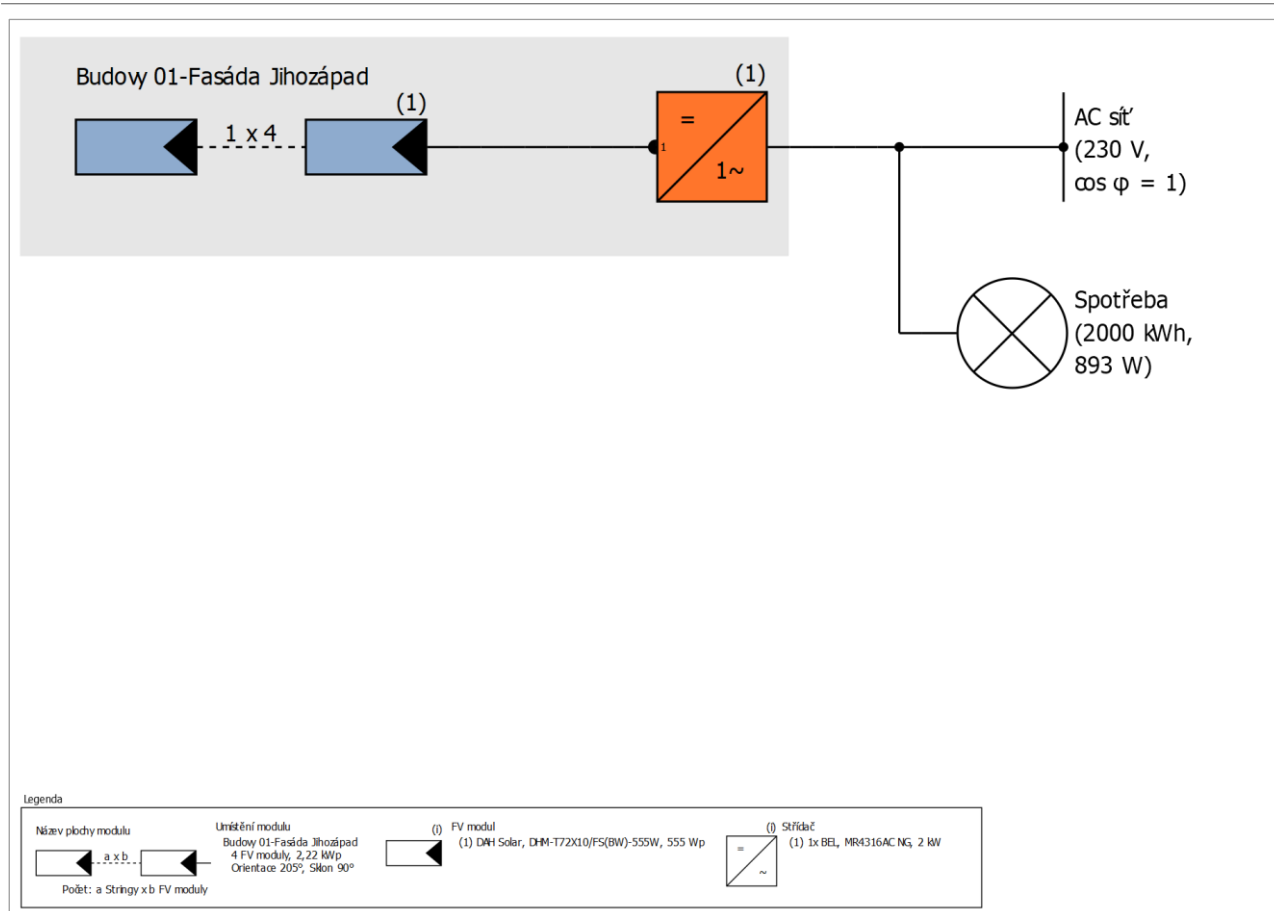 Budowy 01-Fasáda Jihozápad
(1)
1 x 4
(1)
=
1
1~
AC síť
(230 V,
cos φ = 1)
Spotřeba
(2000 kWh,
893 W)
Legenda
Název plochy modulu
a x b
Počet: a Stringy x b FV moduly
Umístění modulu
Budowy 01-Fasáda Jihozápad
4 FV moduly, 2,22 kWp
Orientace 205°, Sklon 90°
(i) FV modul
(1) DAH Solar, DHM-T72X10/FS(BW)-555W, 555 Wp
(i) Střídač
=
~
(1) 1x BEL, MR4316AC NG, 2 kW